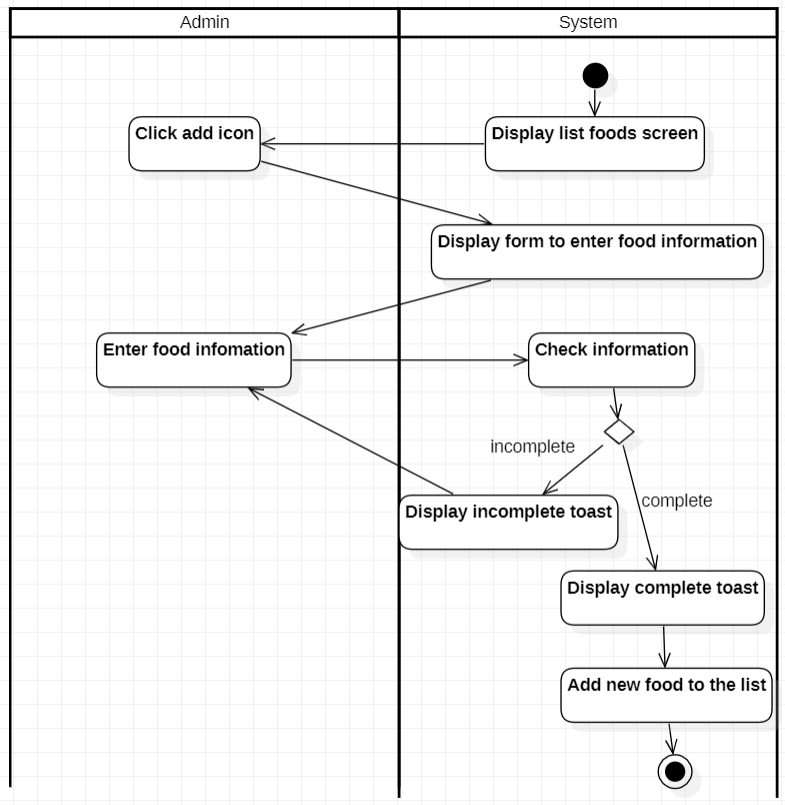 Admin
System
Click add icon
Display list foods screen
Display form to enter food information
Enter food infomation
Check information
incomplete
complete
Display incomplete toast
Display complete toast
Add new food to the list